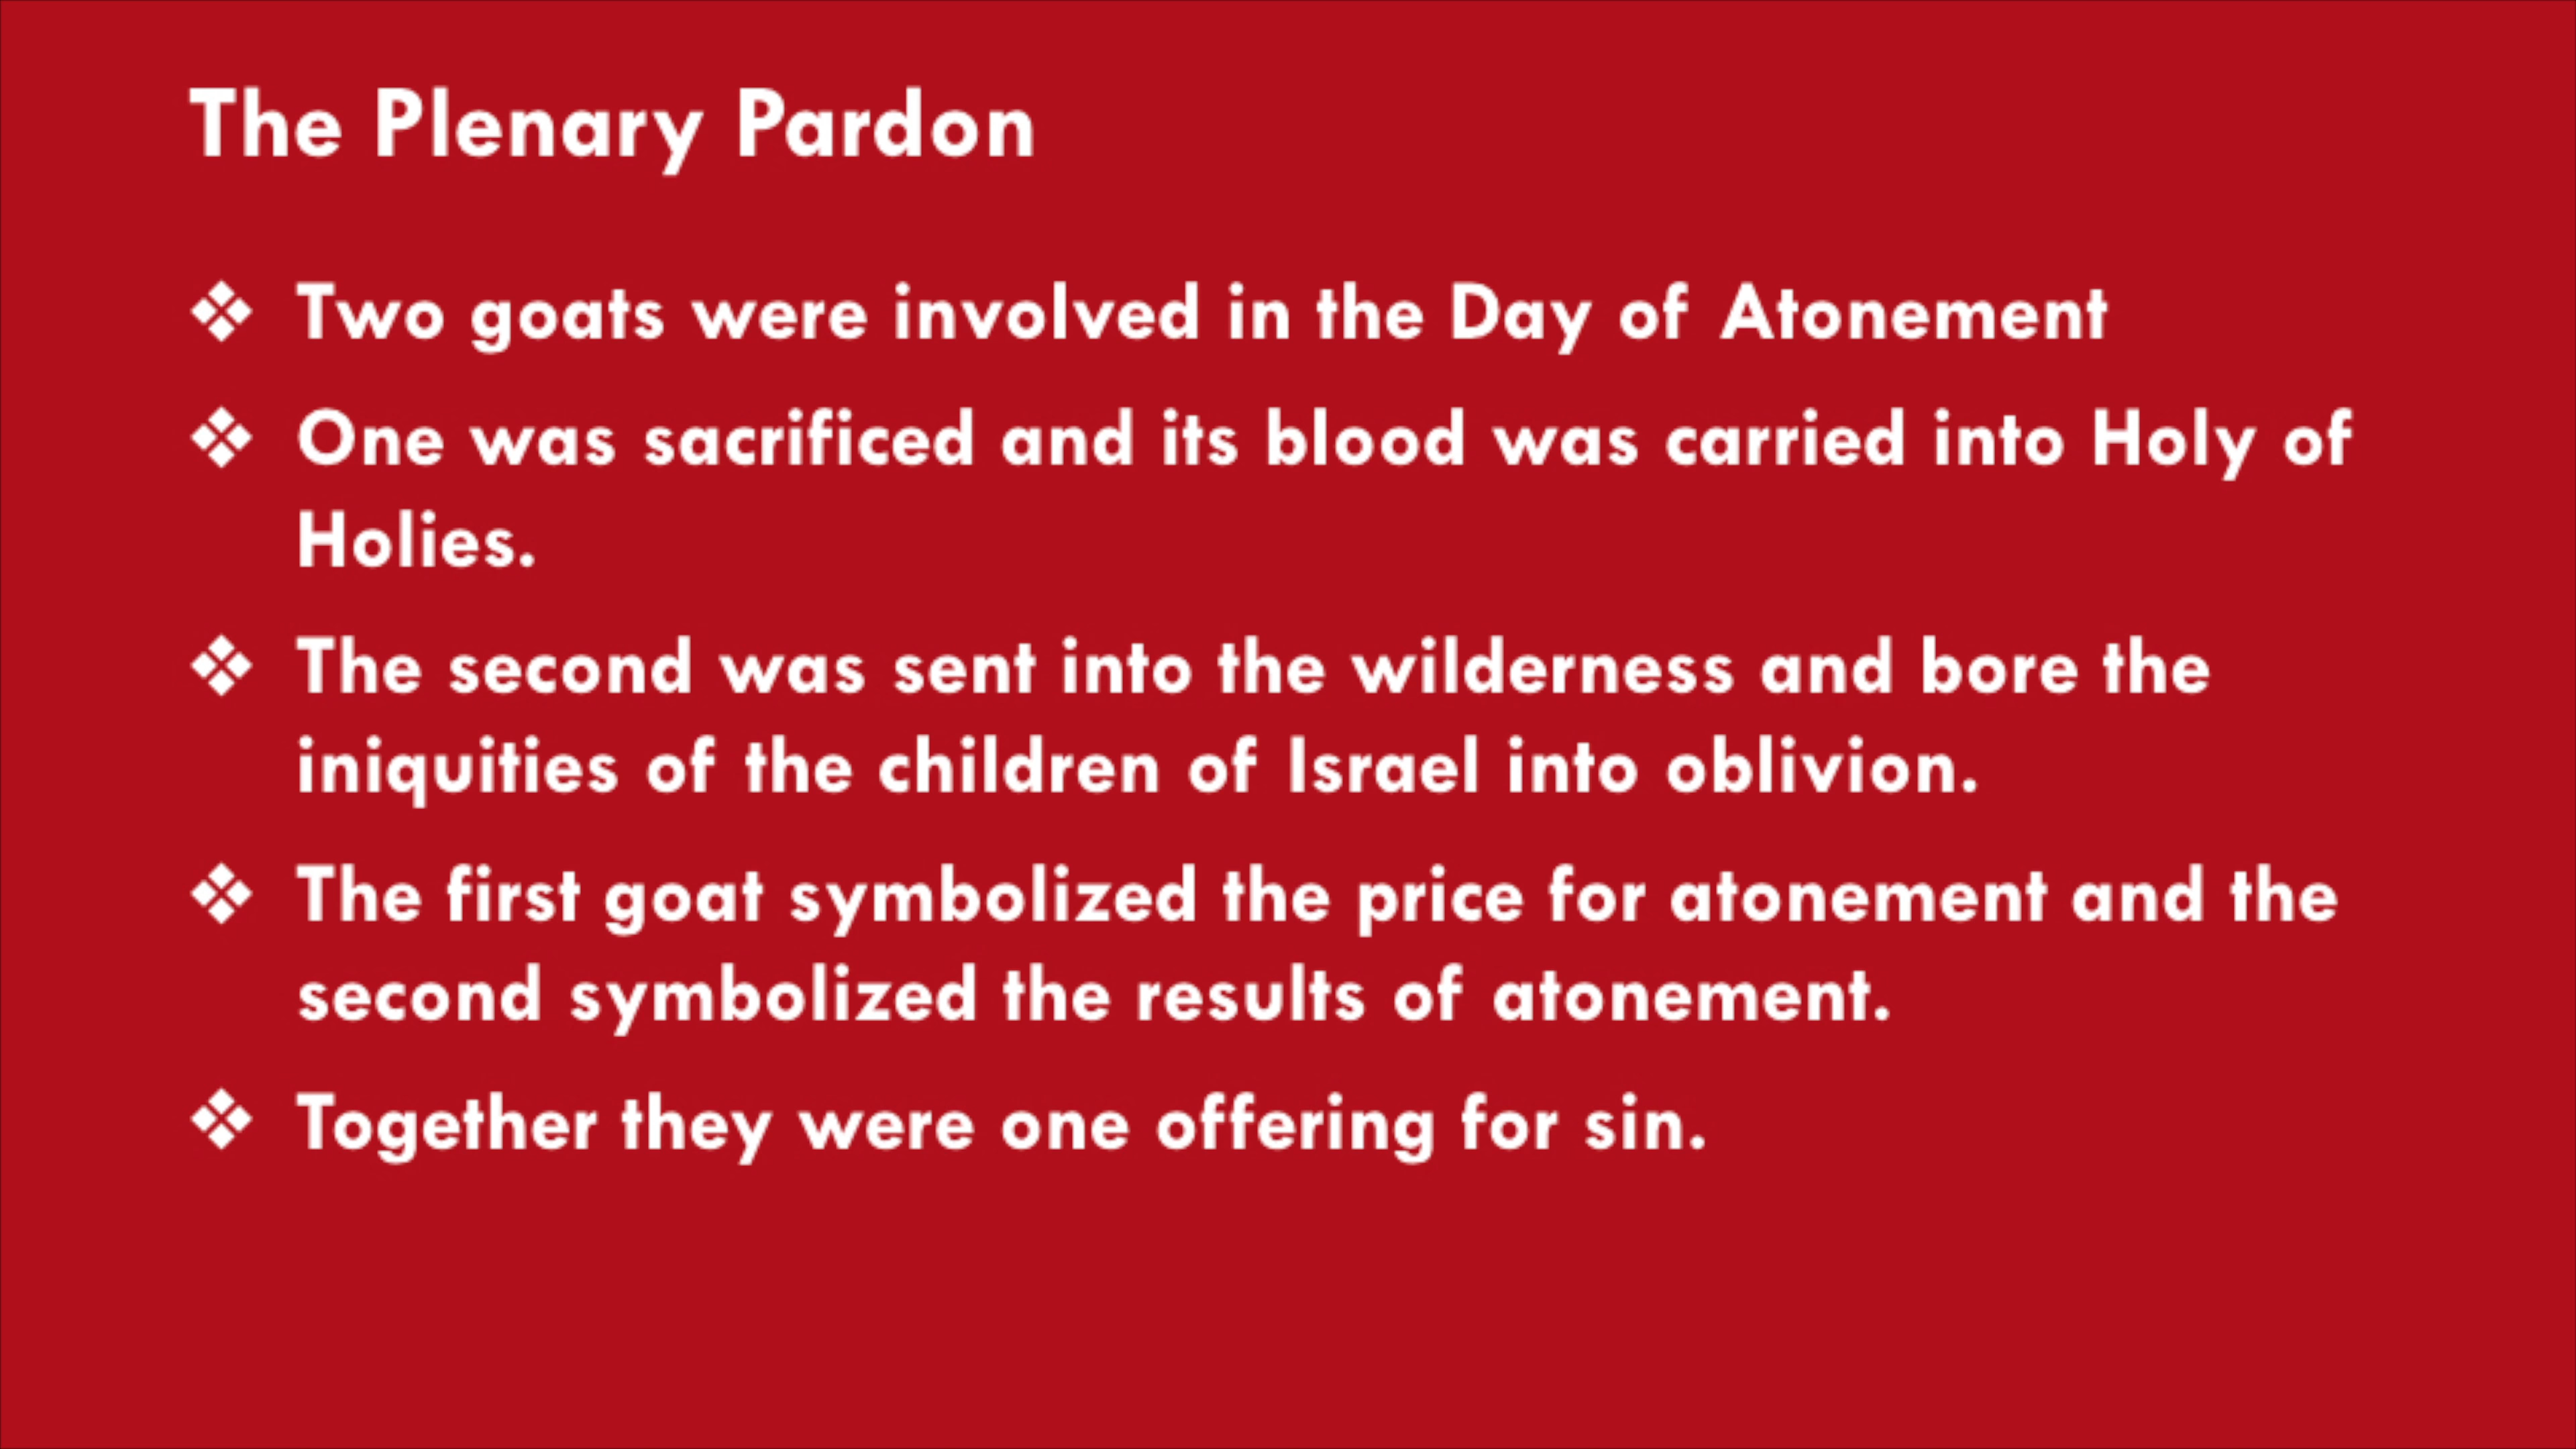 The Plenary Pardon
❖ Two goats were involved in the Day of Atonement
❖ One was sacrificed and its blood was carried into Holy of
Holies.
❖ The second was sent into the wilderness and bore the
iniquities of the children of Israel into oblivion.
❖ The first goat symbolized the price for atonement and the
second symbolized the results of atonement.
❖ Together they were one offering for sin.